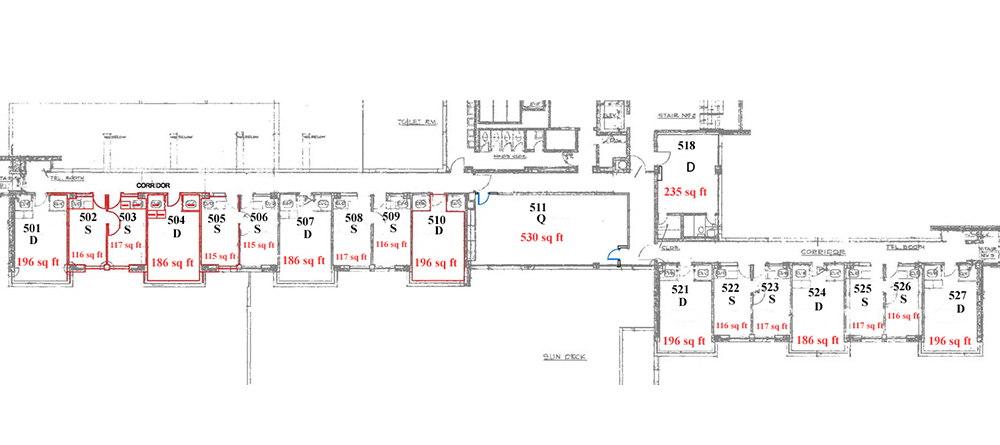 TOILET RM.
ELEV.
STAIR Nº 2
518
D
235 sq ft
TEL. BOOTH
CORRIDOR
501
D
196 sq ft
502
S
116 sq ft
503
S
117 sq ft
504
D
186 sq ft
505
S
115 sq ft
506
S
115 sq ft
507
D
186 sq ft
508
S
117 sq ft
509
S
116 sq ft
510
D
196 sq ft
511
Q
530 sq ft
CLOS.
CORRIDOR
TEL. BOOTH
521
D
196 sq ft
522
S
116 sq ft
523
S
117 sq ft
524
D
186 sq ft
525
S
117 sq ft
526
S
116 sq ft
527
D
196 sq ft
SUN DECK